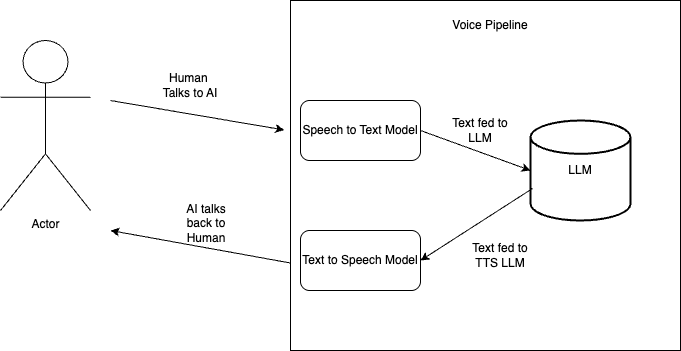 Voice Pipeline
Human
Talks to AI
Speech to Text Model
Text fed to
LLM
LLM
AI talks
back to
Human
Actor
Text to Speech Model
Text fed to
TTS LLM